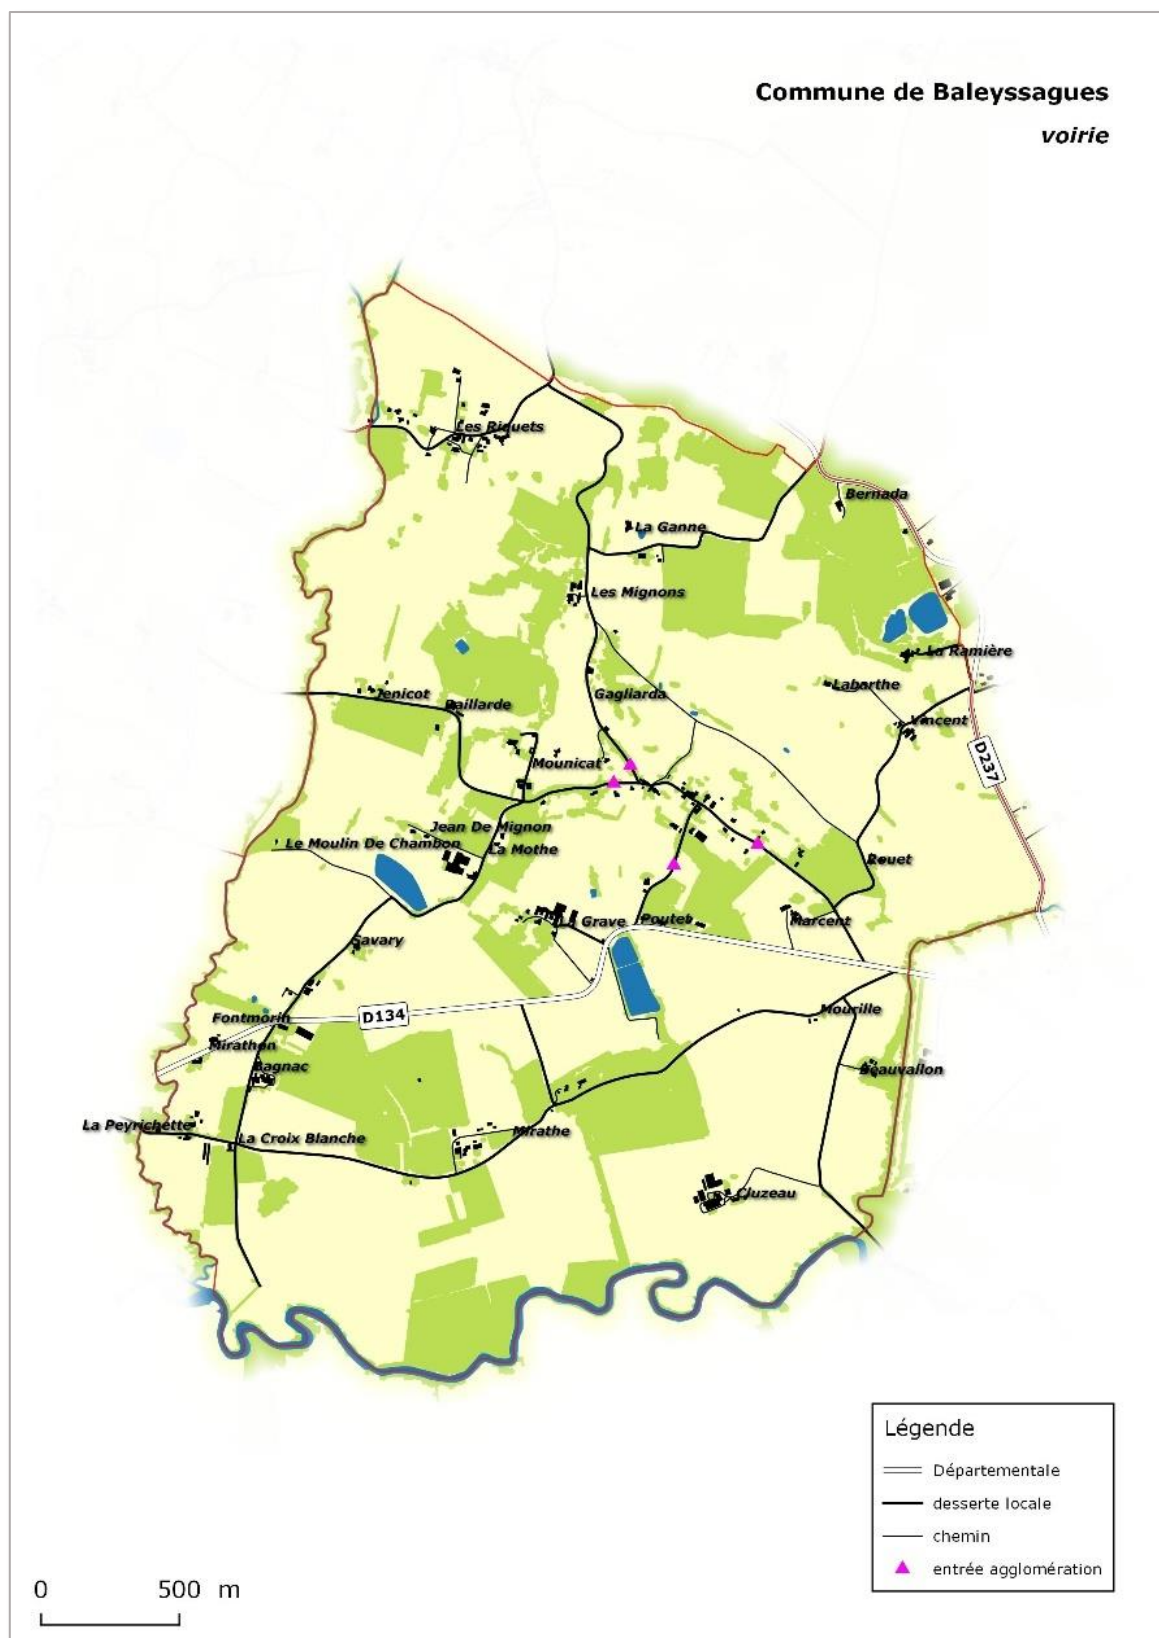 Commune de Baleyssagues
voirie
Les Riquets
Bernada
La Ganne
Les Mignons
La Ramière
Labarthe
Jenicot
Gagliarda
Paillarde
Vincent
D237
Mounicat
Jean De Mignon
Le Moulin De Chambon
La Mothe
Rouet
La Grave
Poutet
Marcent
Savary
D134
Fontmorin
Mourille
Mirathon
Bagnac
Beauvallon
La Peyrichette
La Croix Blanche
Mirathe
Cluzeau
Légende
Départementale
desserte locale
chemin
entrée agglomération
0 500 m